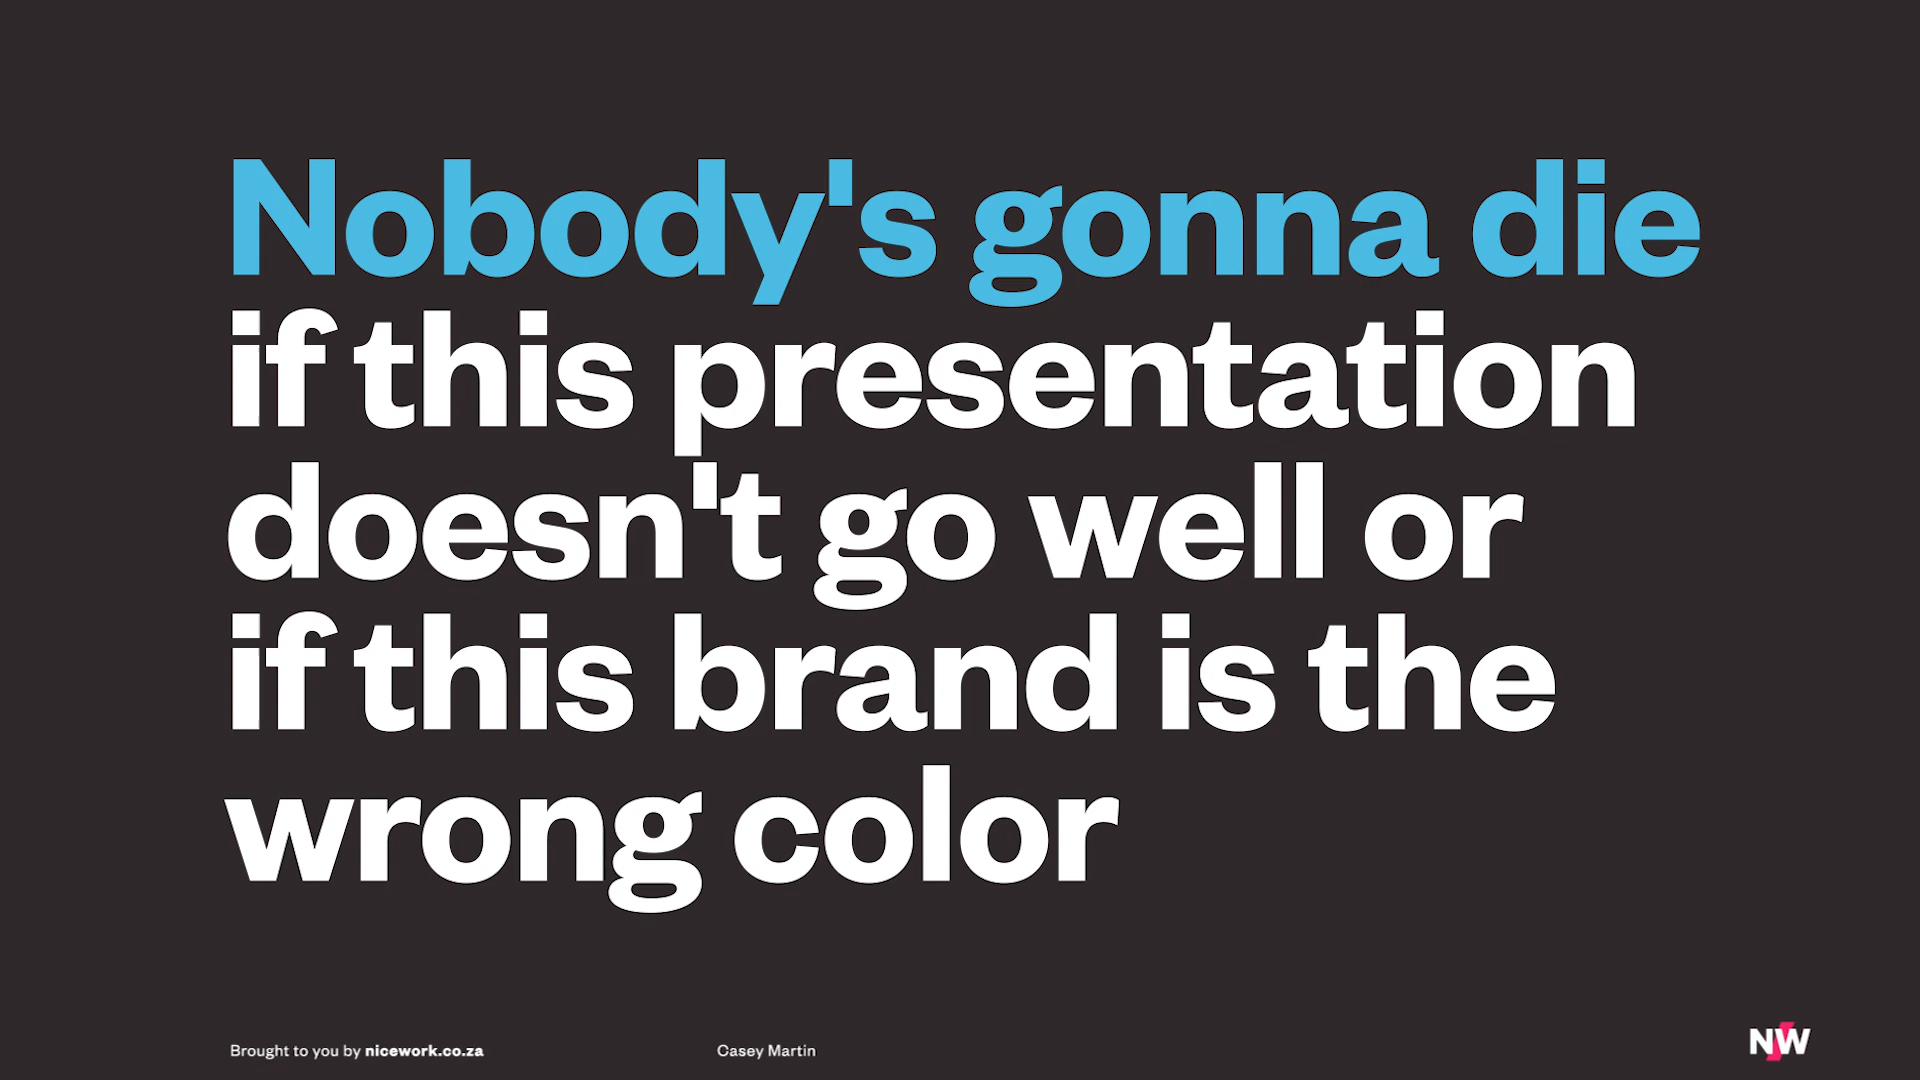 Nobody's gonna die
if this presentation
doesn't go well or
if this brand is the
wrong color
Brought to you by nicework.co.za
Casey Martin
NW